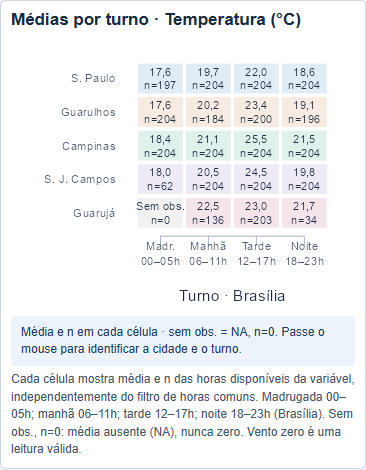 Médias por turno · Temperatura (°C)
S. Paulo 17,6 19,7 22,0 18,6
n=197 n=204 n=204 n=204
Guarulhos 17,6 20,2 23,4 19,1
n=204 n=184 n=200 n=196
Campinas 18,4 21,1 25,5 21,5
n=204 n=204 n=204 n=204
S. J. Campos 18,0 20,5 24,5 19,8
n=62 n=204 n=204 n=204
Guarujá Sem obs. 22,5 23,0 21,7
n=0 n=136 n=203 n=34
Madr. Manhã Tarde Noite
00–05h 06–11h 12–17h 18–23h
Turno · Brasília
Média e n em cada célula · sem obs. = NA, n=0. Passe o
mouse para identificar a cidade e o turno.
Cada célula mostra média e n das horas disponíveis da variável,
independentemente do filtro de horas comuns. Madrugada 00–
05h; manhã 06–11h; tarde 12–17h; noite 18–23h (Brasília). Sem
obs., n=0: média ausente (NA), nunca zero. Vento zero é uma
leitura válida.